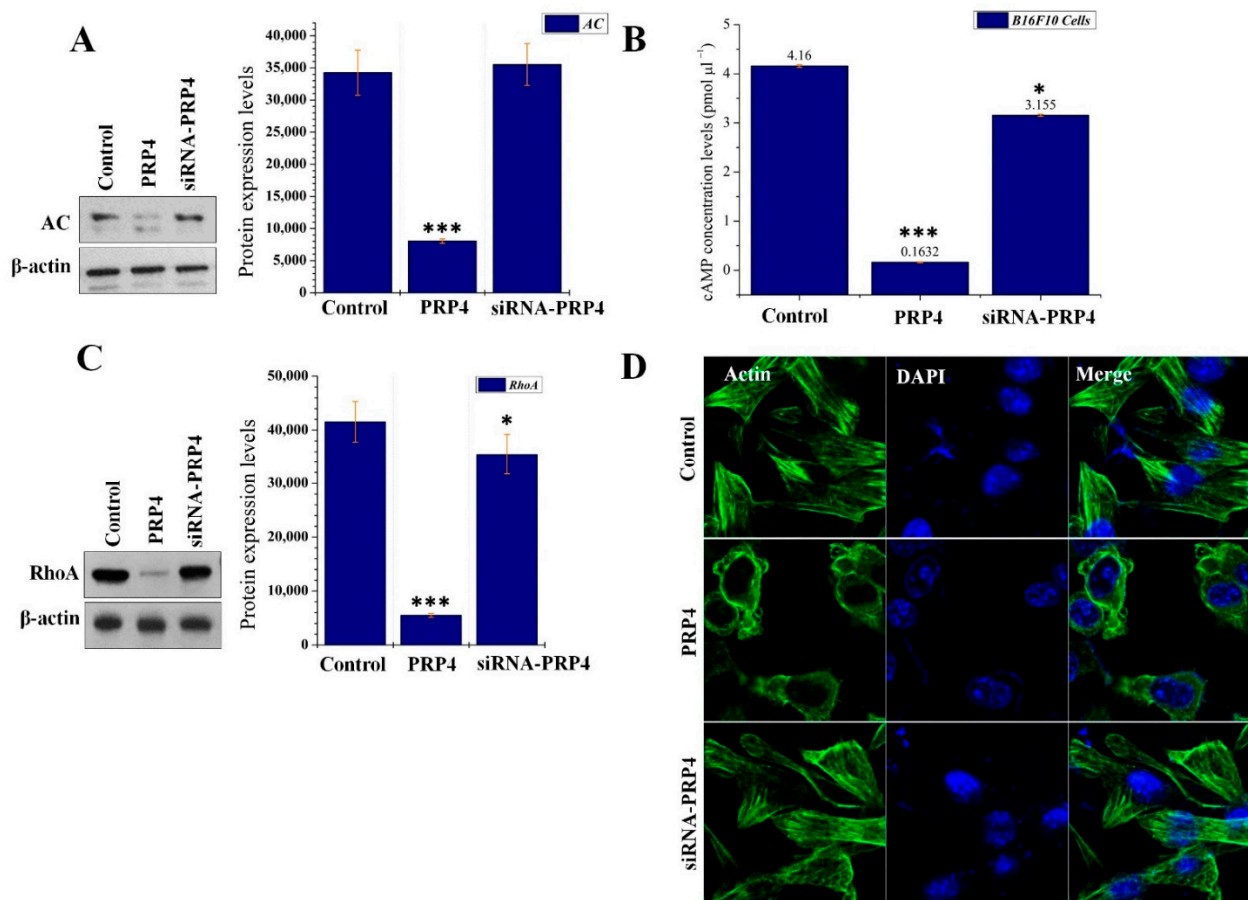 A
Control
PRP4
siRNA-PRP4
AC
β-actin
Protein expression levels
40,000
35,000
30,000
25,000
20,000
15,000
10,000
5,000
0
AC
***
Control
PRP4
siRNA-PRP4
B
cAMP concentration levels (pmol µl⁻¹)
5
4
3
2
1
0
B16F10 Cells
4.16
***
0.1632
*
3.155
Control
PRP4
siRNA-PRP4
C
Control
PRP4
siRNA-PRP4
RhoA
β-actin
Protein expression levels
50,000
40,000
30,000
20,000
10,000
0
RhoA
***
*
Control
PRP4
siRNA-PRP4
D
Actin
DAPI
Merge
Control
PRP4
siRNA-PRP4